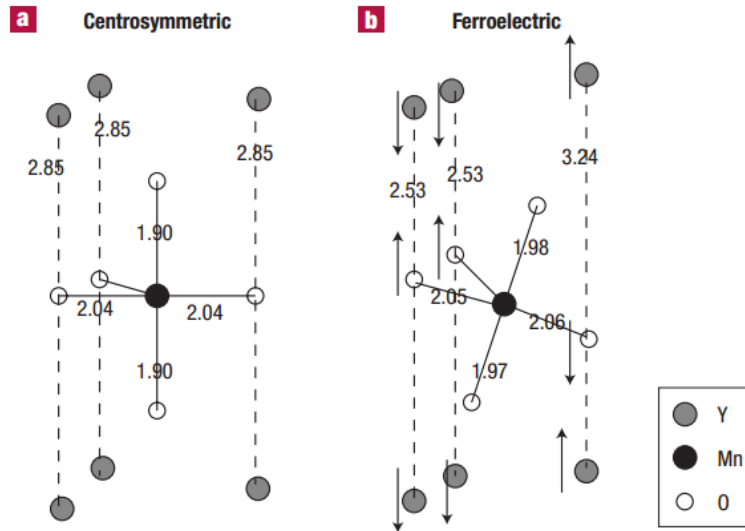 a Centrosymmetric
2.85
2.85
2.85
1.90
2.04
2.04
1.90
b Ferroelectric
2.53
2.53
3.24
1.98
2.05
2.06
1.97
Y
Mn
O